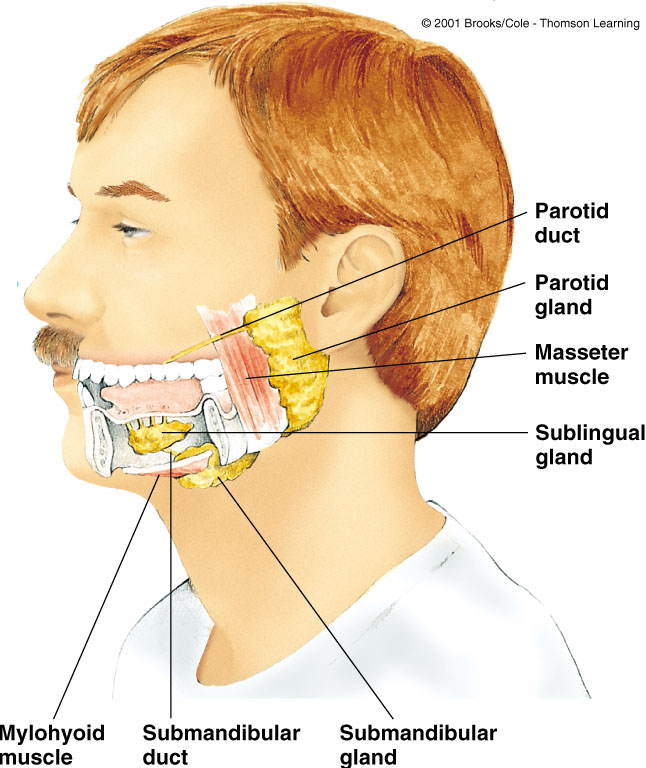 © 2001 Brooks/Cole - Thomson Learning
Parotid
duct
Parotid
gland
Masseter
muscle
Sublingual
gland
Mylohyoid
muscle
Submandibular
duct
Submandibular
gland